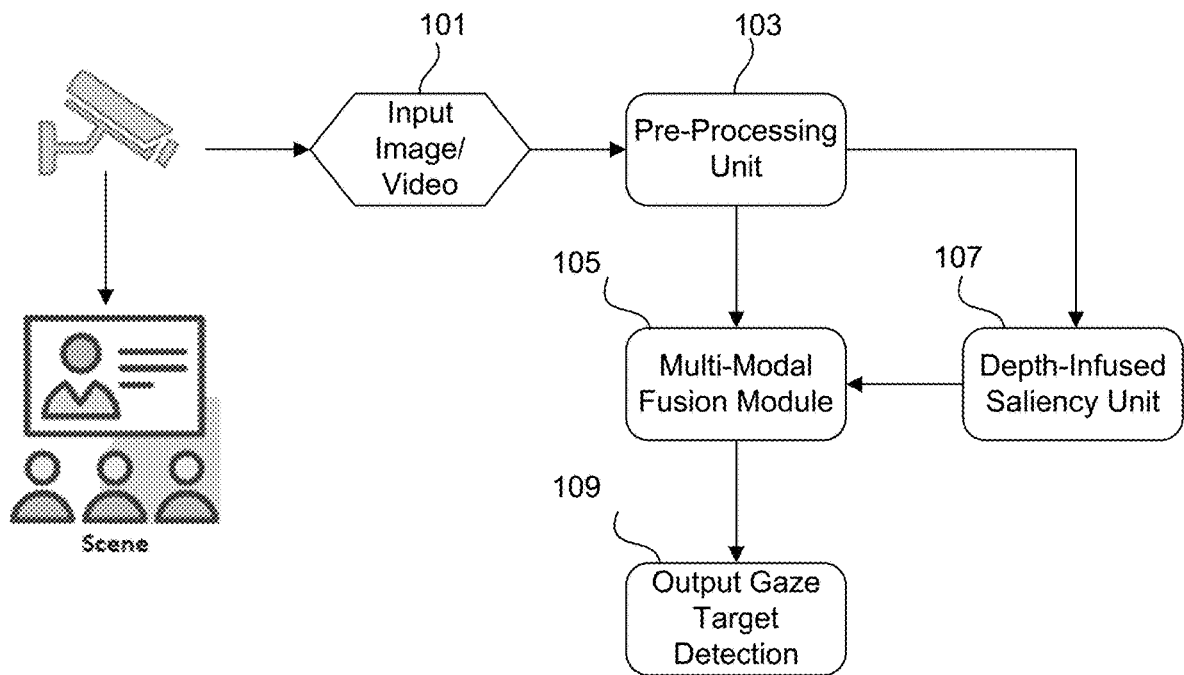 101
103
Input
Image/
Video
Pre-Processing
Unit
105
107
Multi-Modal
Fusion Module
Depth-Infused
Saliency Unit
109
Scene
Output Gaze
Target
Detection